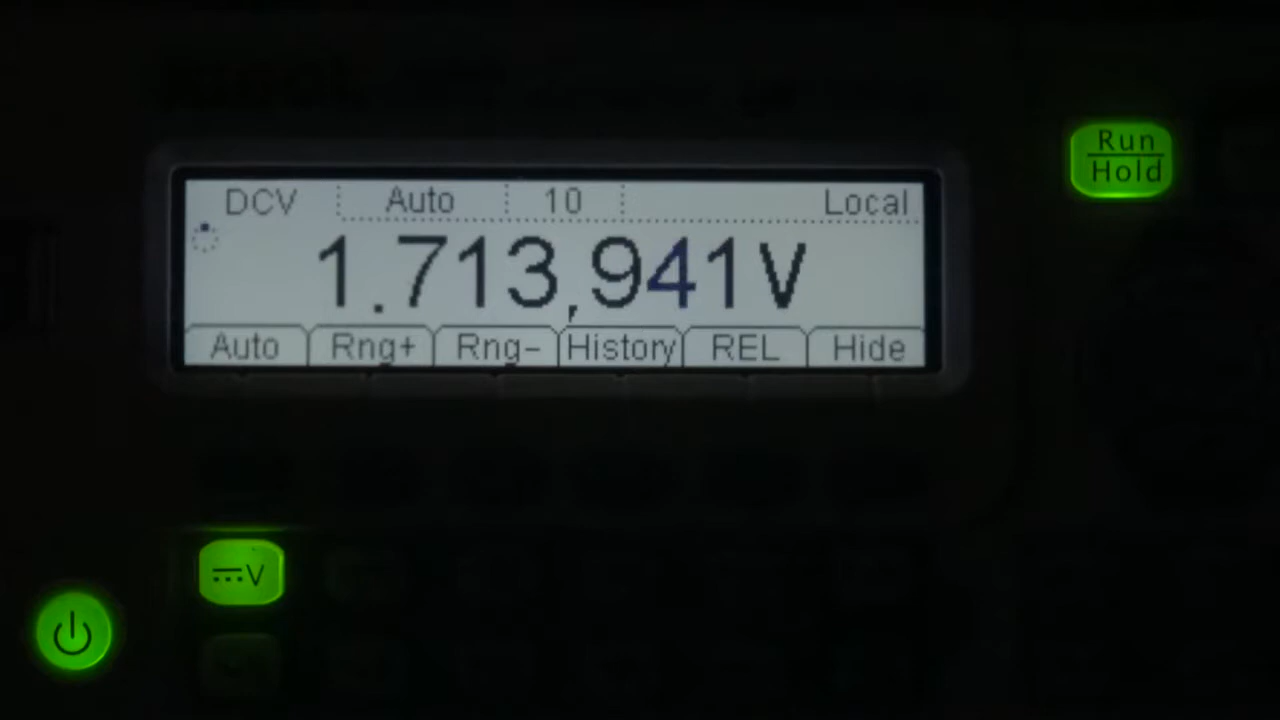 Run
Hold
DCV Auto 10 Local
1.713,941V
Auto Rng+ Rng- History REL Hide
V